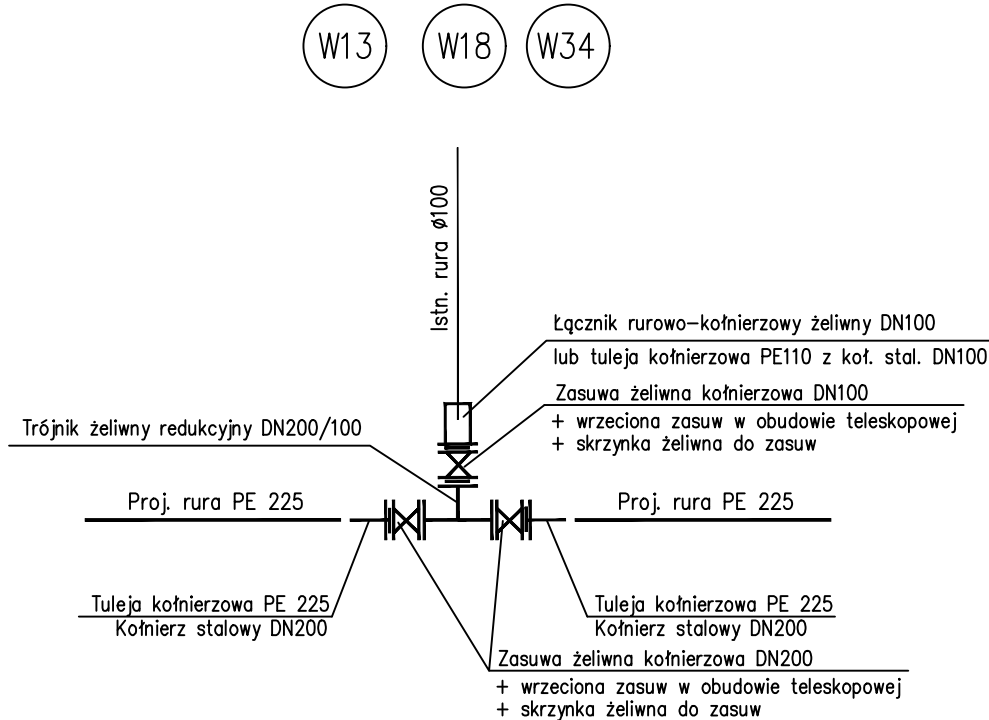 W13 W18 W34
Istn. rura ø100
Łącznik rurowo-kołnierzowy żeliwny DN100
lub tuleja kołnierzowa PE110 z koł. stal. DN100
Zasuwa żeliwna kołnierzowa DN100
+ wrzeciona zasuw w obudowie teleskopowej
+ skrzynka żeliwna do zasuw
Trójnik żeliwny redukcyjny DN200/100
Proj. rura PE 225
Proj. rura PE 225
Tuleja kołnierzowa PE 225
Kołnierz stalowy DN200
Tuleja kołnierzowa PE 225
Kołnierz stalowy DN200
Zasuwa żeliwna kołnierzowa DN200
+ wrzeciona zasuw w obudowie teleskopowej
+ skrzynka żeliwna do zasuw